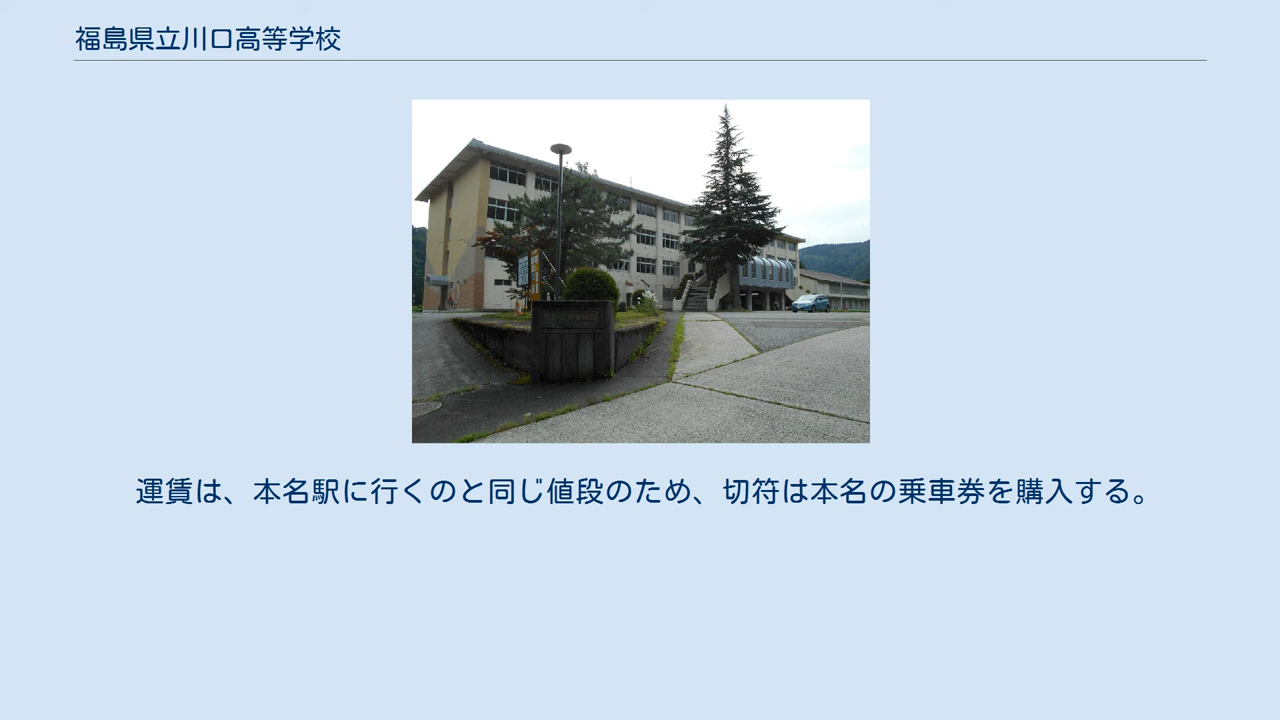 福島県立川口高等学校
運賃は、本名駅に行くのと同じ値段のため、切符は本名の乗車券を購入する。